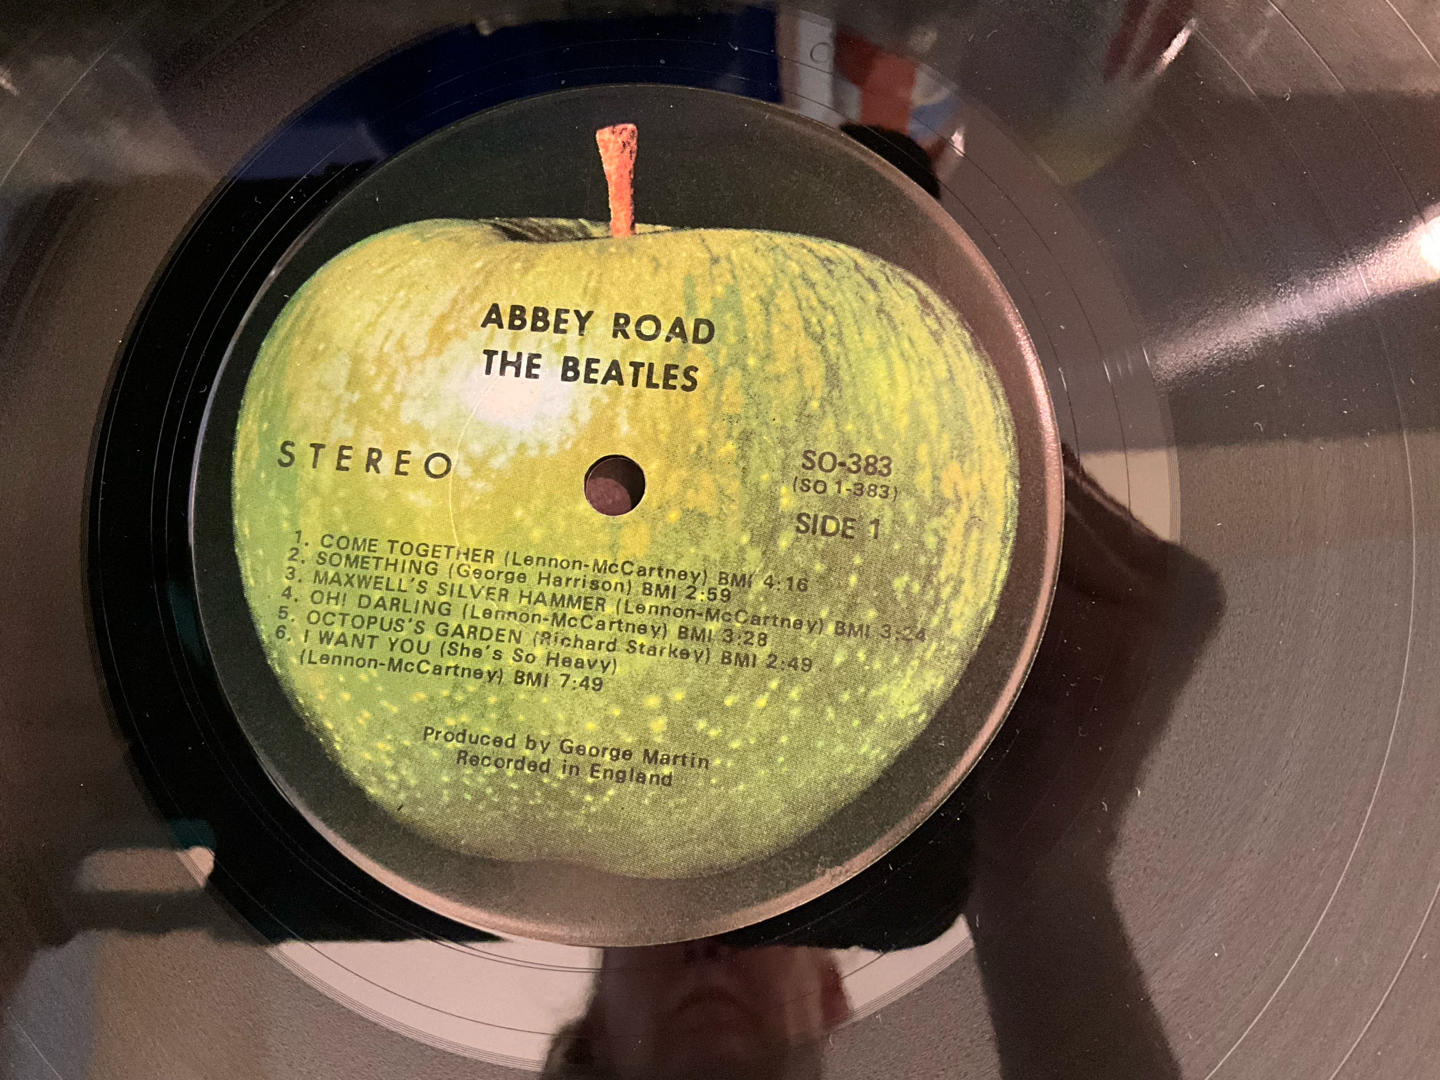 ABBEY ROAD
THE BEATLES
STEREO
SO-383
(SO 1-383)
SIDE 1
1. COME TOGETHER (Lennon-McCartney) BMI 4:16
2. SOMETHING (George Harrison) BMI 2:59
3. MAXWELL'S SILVER HAMMER (Lennon-McCartney) BMI 3:24
4. OH! DARLING (Lennon-McCartney) BMI 3:28
5. OCTOPUS'S GARDEN (Richard Starkey) BMI 2:49
6. I WANT YOU (She's So Heavy)
(Lennon-McCartney) BMI 7:49
Produced by George Martin
Recorded in England